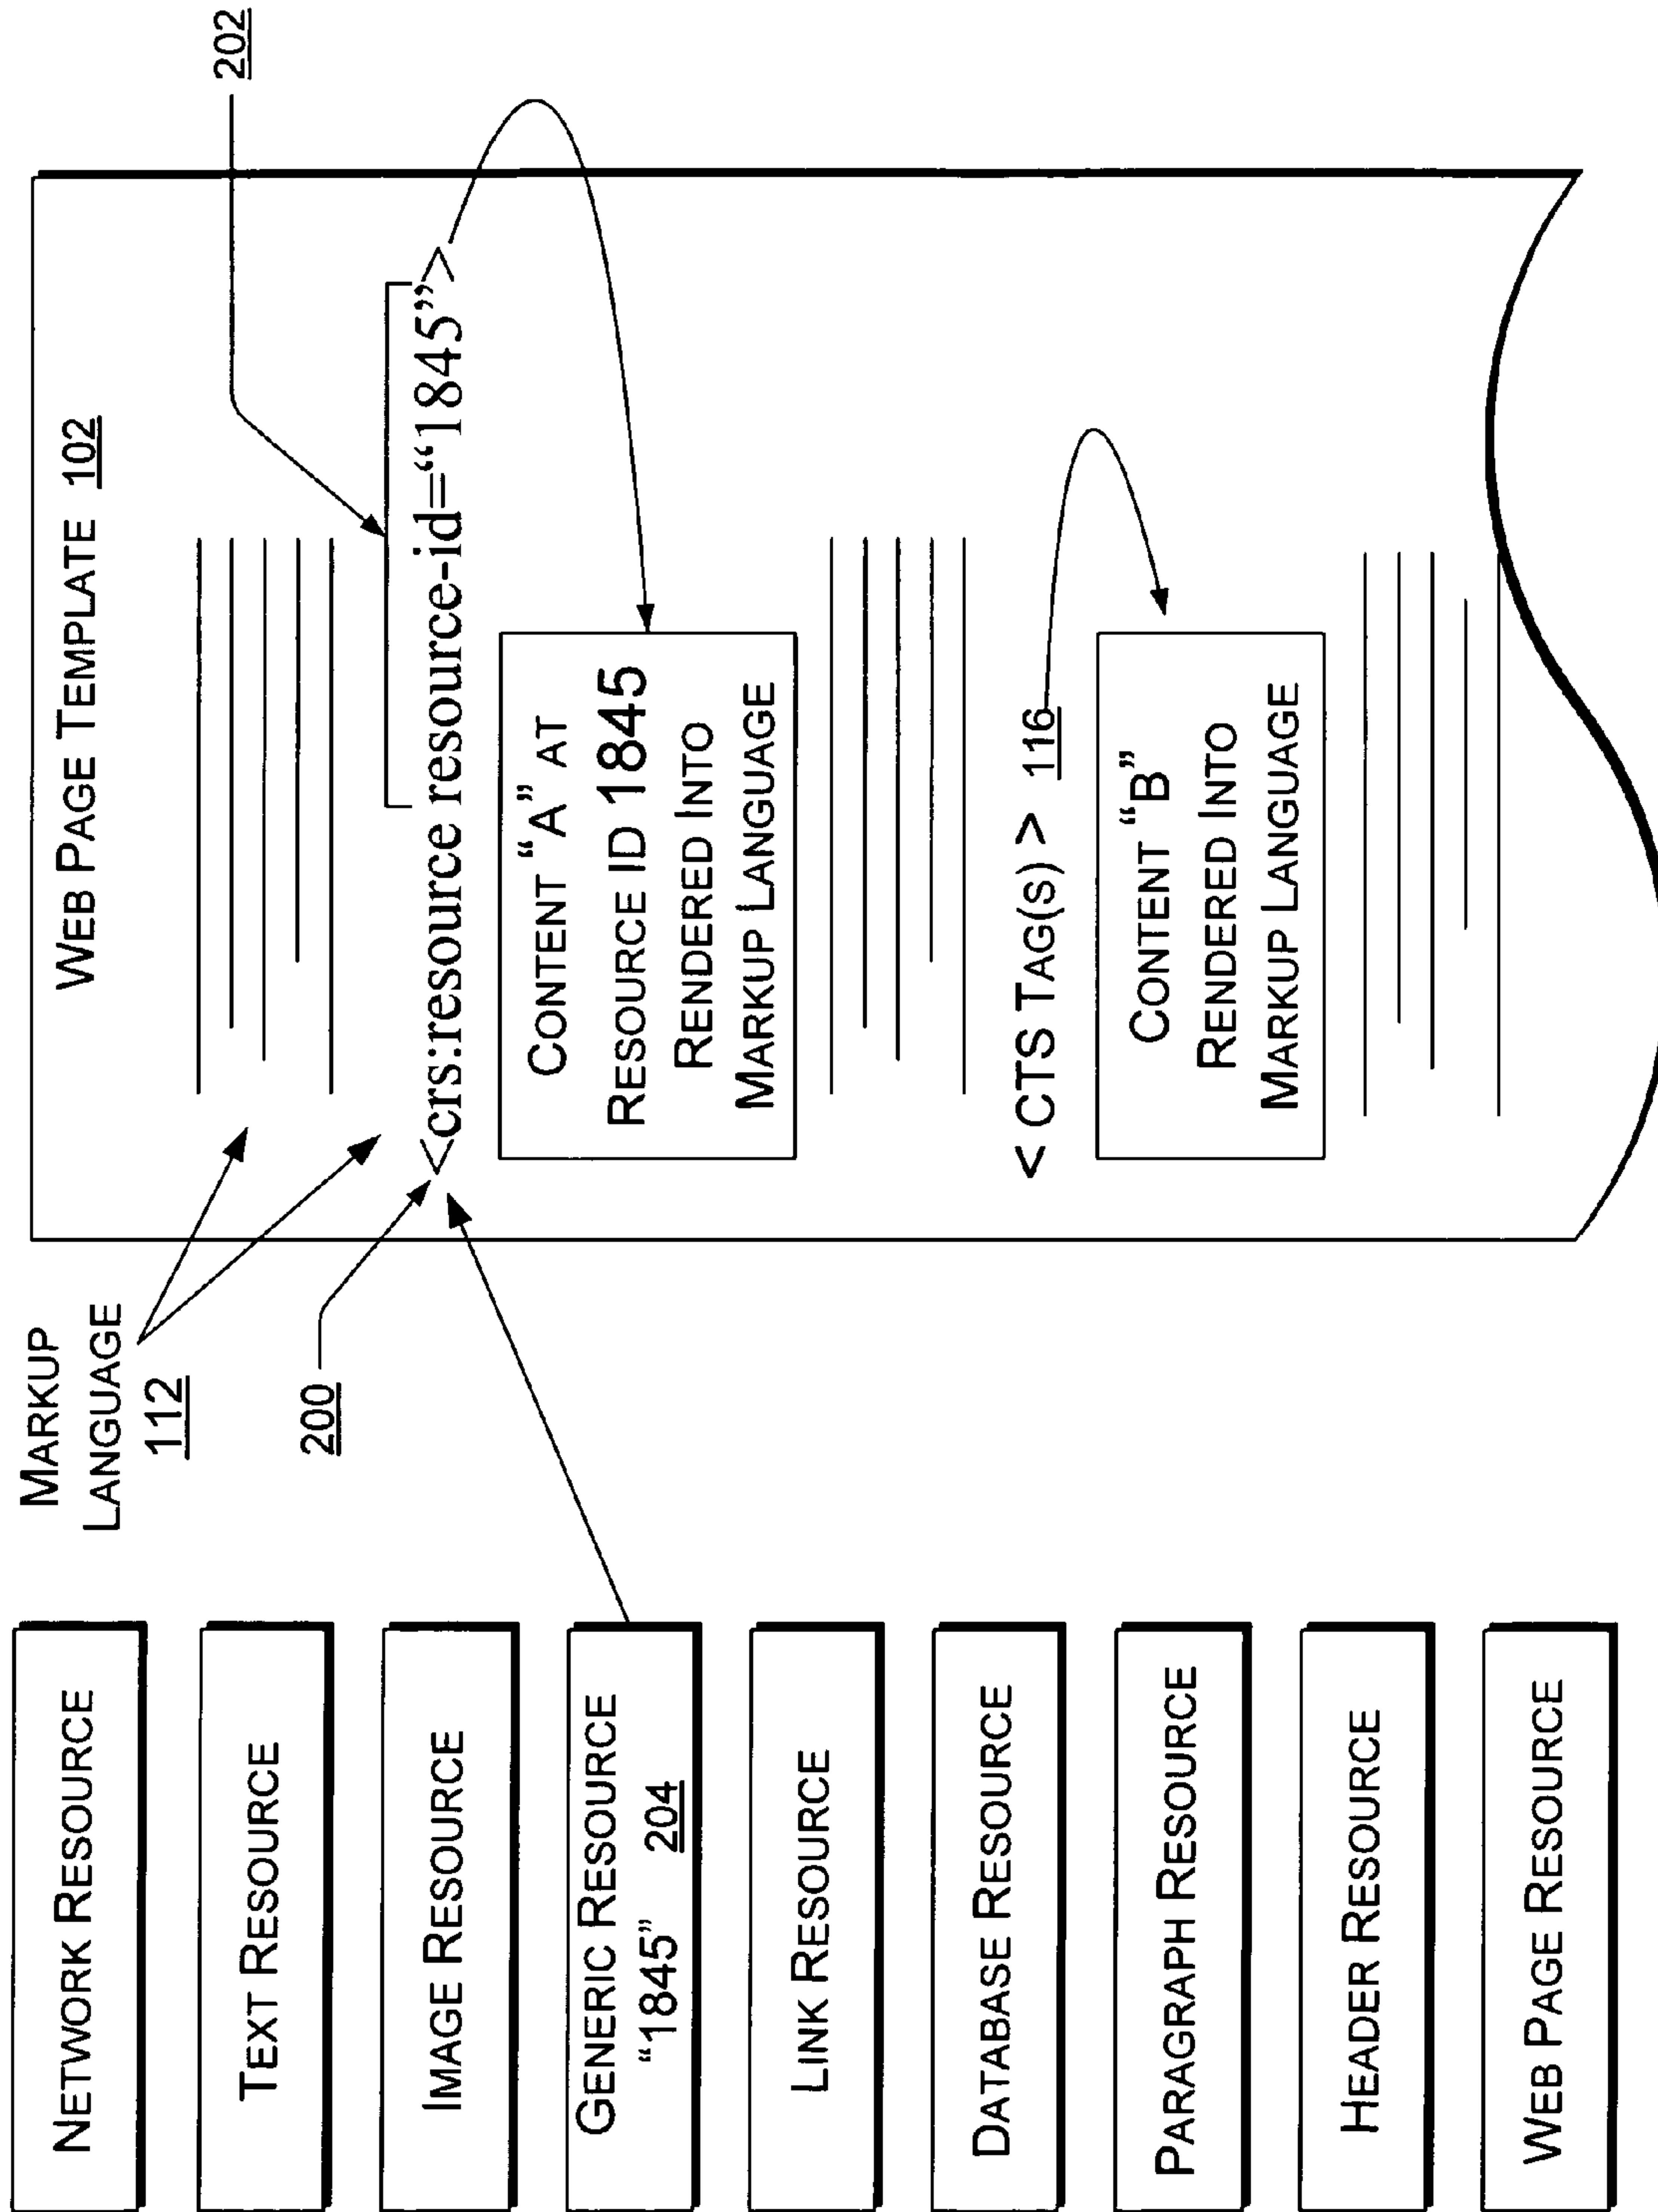 NETWORK RESOURCE
TEXT RESOURCE
IMAGE RESOURCE
GENERIC RESOURCE
“1845” 204
LINK RESOURCE
DATABASE RESOURCE
PARAGRAPH RESOURCE
HEADER RESOURCE
WEB PAGE RESOURCE
MARKUP
LANGUAGE
112
200
202
WEB PAGE TEMPLATE 102
<crs:resource resource-id=“1845”>
CONTENT “A” AT
RESOURCE ID 1845
RENDERED INTO
MARKUP LANGUAGE
< CTS TAG(S) > 116
CONTENT “B”
RENDERED INTO
MARKUP LANGUAGE